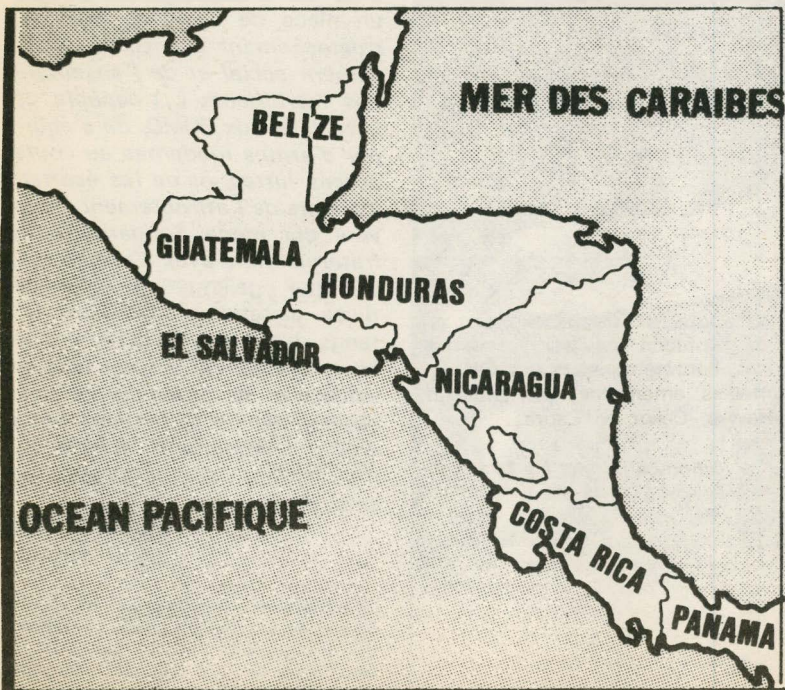 MER DES CARAIBES
BELIZE
GUATEMALA
HONDURAS
EL SALVADOR
NICARAGUA
OCEAN PACIFIQUE
COSTA RICA
PANAMA